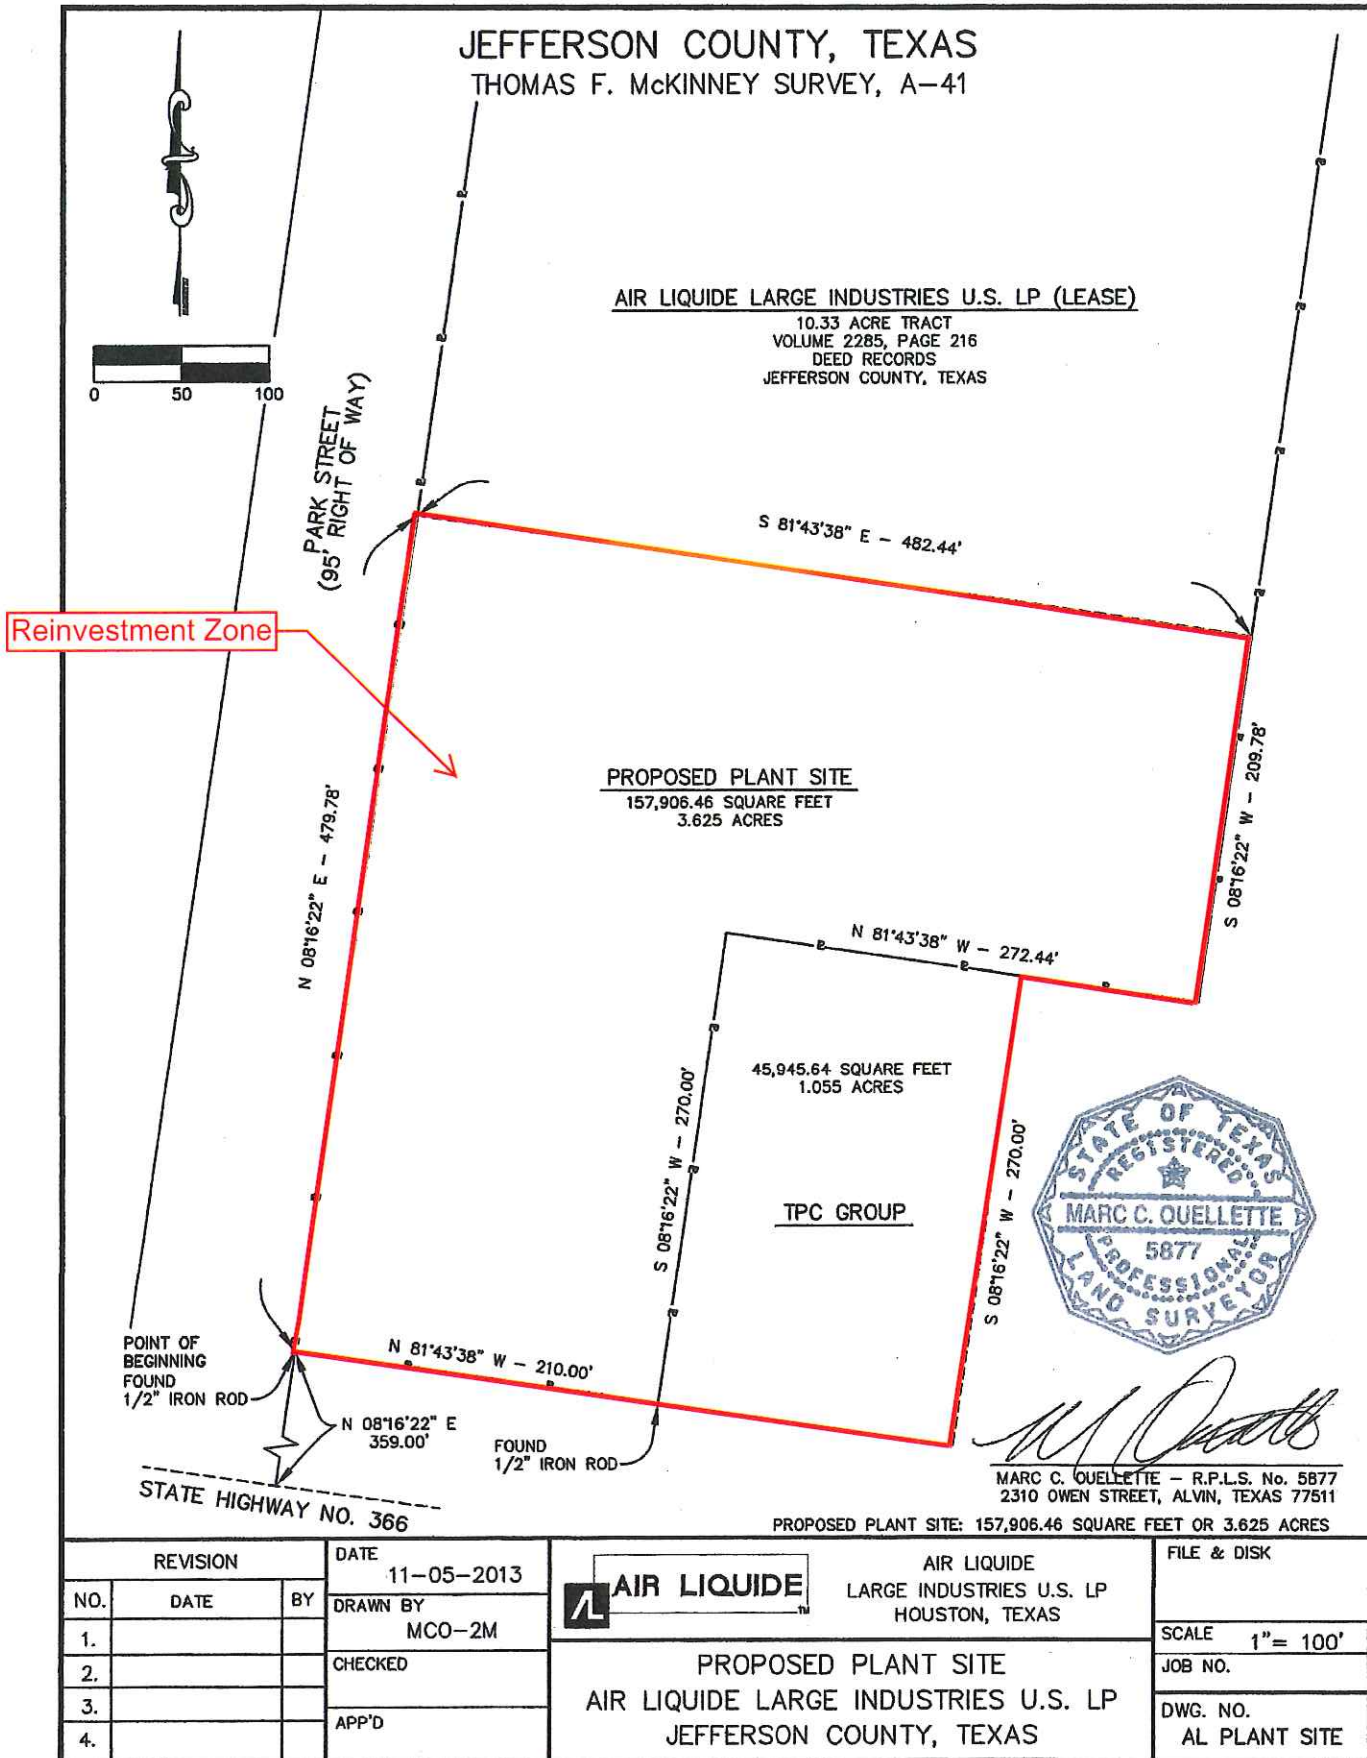 JEFFERSON COUNTY, TEXAS
THOMAS F. McKINNEY SURVEY, A-41
0 50 100
PARK STREET
(95' RIGHT OF WAY)
AIR LIQUIDE LARGE INDUSTRIES U.S. LP (LEASE)
10.33 ACRE TRACT
VOLUME 2285, PAGE 216
DEED RECORDS
JEFFERSON COUNTY, TEXAS
S 81°43'38" E - 482.44'
Reinvestment Zone
PROPOSED PLANT SITE
157,906.46 SQUARE FEET
3.625 ACRES
S 08°16'22" W - 209.78'
N 08°16'22" E - 479.78'
N 81°43'38" W - 272.44'
45,945.64 SQUARE FEET
1.055 ACRES
S 08°16'22" W - 270.00'
TPC GROUP
S 08°16'22" W - 270.00'
STATE OF TEXAS
REGISTERED
MARC C. OUELLETTE
5877
PROFESSIONAL
LAND SURVEYOR
POINT OF
BEGINNING
FOUND
1/2" IRON ROD
N 81°43'38" W - 210.00'
N 08°16'22" E
359.00'
FOUND
1/2" IRON ROD
STATE HIGHWAY NO. 366
MARC C. OUELLETTE - R.P.L.S. No. 5877
2310 OWEN STREET, ALVIN, TEXAS 77511
PROPOSED PLANT SITE: 157,906.46 SQUARE FEET OR 3.625 ACRES
REVISION
NO. DATE BY
1.
2.
3.
4.
DATE
11-05-2013
DRAWN BY
MCO-2M
CHECKED
APP'D
AIR LIQUIDE
TM
AIR LIQUIDE
LARGE INDUSTRIES U.S. LP
HOUSTON, TEXAS
PROPOSED PLANT SITE
AIR LIQUIDE LARGE INDUSTRIES U.S. LP
JEFFERSON COUNTY, TEXAS
FILE & DISK
SCALE 1"= 100'
JOB NO.
DWG. NO.
AL PLANT SITE